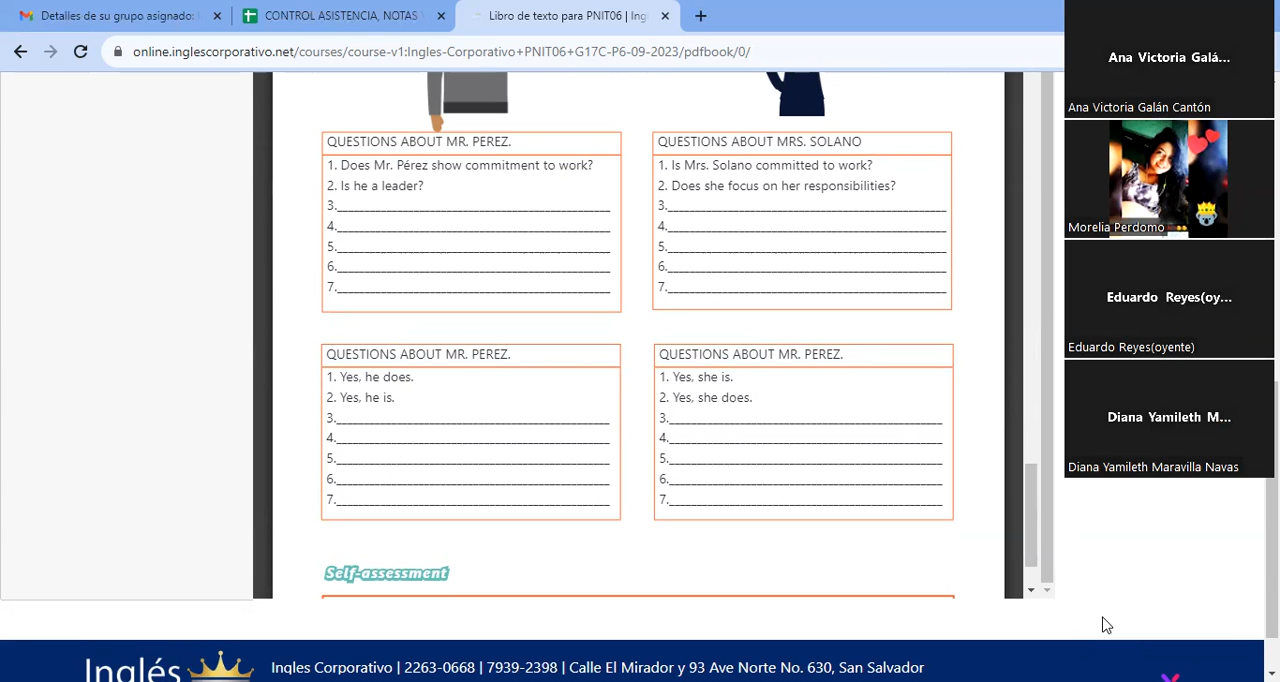 Detalles de su grupo asignado:
CONTROL ASISTENCIA, NOTAS
Libro de texto para PNIT06 | Ing
online.inglescorporativo.net/courses/course-v1:Ingles-Corporativo+PNIT06+G17C-P6-09-2023/pdfbook/0/
Ana Victoria Galá...
Ana Victoria Galán Cantón
Morelia Perdomo
Eduardo Reyes(oy...
Eduardo Reyes(oyente)
Diana Yamileth M...
Diana Yamileth Maravilla Navas
QUESTIONS ABOUT MR. PEREZ.
1. Does Mr. Pérez show commitment to work?
2. Is he a leader?
3.
4.
5.
6.
7.
QUESTIONS ABOUT MRS. SOLANO
1. Is Mrs. Solano committed to work?
2. Does she focus on her responsibilities?
3.
4.
5.
6.
7.
QUESTIONS ABOUT MR. PEREZ.
1. Yes, he does.
2. Yes, he is.
3.
4.
5.
6.
7.
QUESTIONS ABOUT MR. PEREZ.
1. Yes, she is.
2. Yes, she does.
3.
4.
5.
6.
7.
Self-assessment
Inglés
Ingles Corporativo | 2263-0668 | 7939-2398 | Calle El Mirador y 93 Ave Norte No. 630, San Salvador